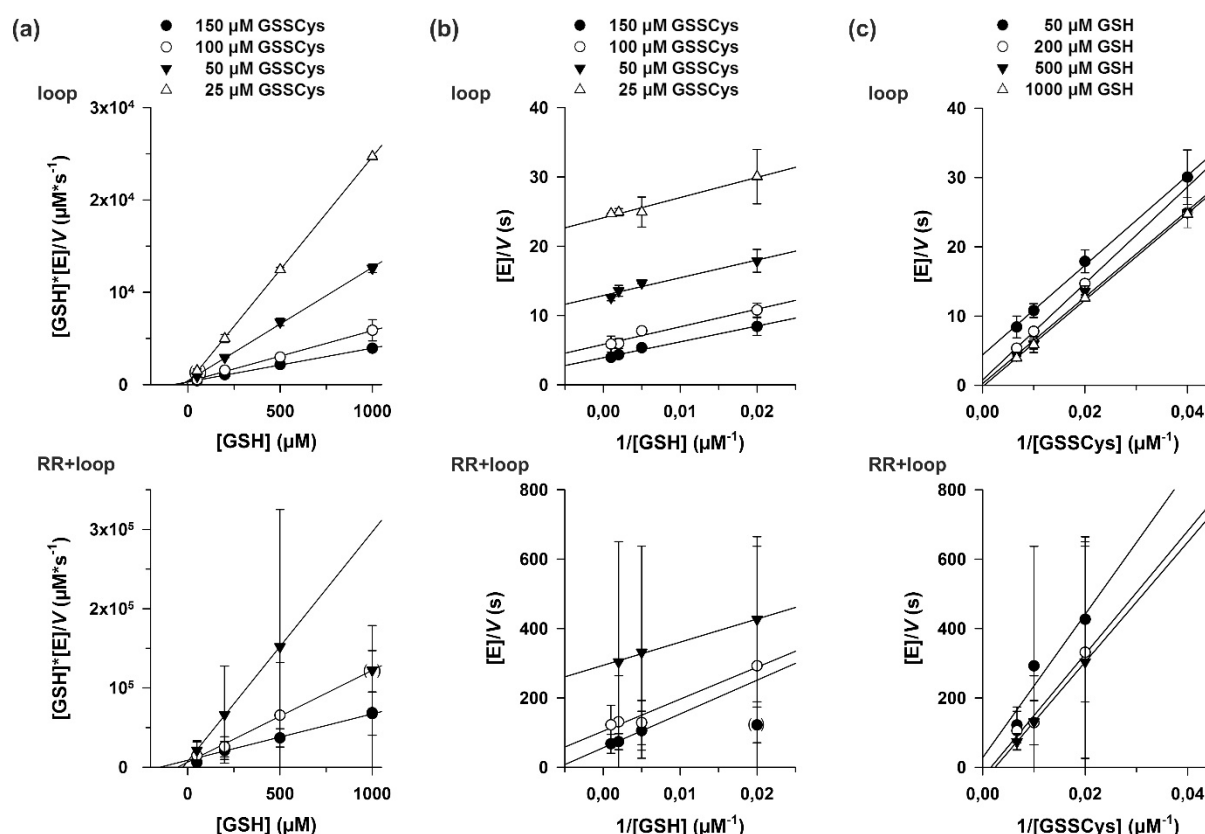 (a)
150 µM GSSCys
100 µM GSSCys
50 µM GSSCys
25 µM GSSCys
loop
3x10⁴
2x10⁴
10⁴
0
[GSH]*[E]/V (µM*s⁻¹)
0 500 1000
[GSH] (µM)
(b)
150 µM GSSCys
100 µM GSSCys
50 µM GSSCys
25 µM GSSCys
loop
40
30
20
10
0
[E]/V (s)
0,00 0,01 0,02
1/[GSH] (µM⁻¹)
(c)
50 µM GSH
200 µM GSH
500 µM GSH
1000 µM GSH
loop
40
30
20
10
0
[E]/V (s)
0,00 0,02 0,04
1/[GSSCys] (µM⁻¹)
RR+loop
3x10⁵
2x10⁵
10⁵
0
[GSH]*[E]/V (µM*s⁻¹)
0 500 1000
[GSH] (µM)
RR+loop
800
600
400
200
0
[E]/V (s)
0,00 0,01 0,02
1/[GSH] (µM⁻¹)
RR+loop
800
600
400
200
0
[E]/V (s)
0,00 0,02 0,04
1/[GSSCys] (µM⁻¹)